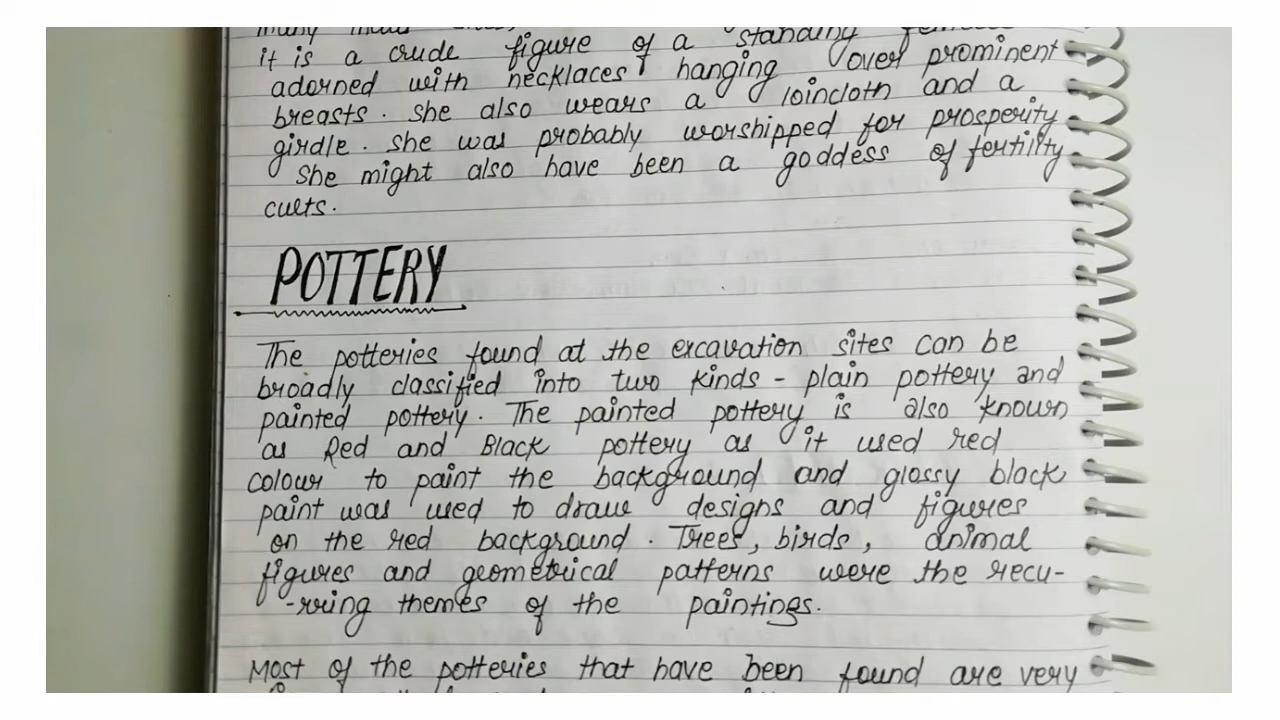 it is a crude figure of a standing
adorned with necklaces hanging over prominent
breasts. She also wears a loincloth and a
girdle. She was probably worshipped for prosperity
She might also have been a goddess of fertility
cults.
POTTERY
The potteries found at the excavation sites can be
broadly classified into two kinds - plain pottery and
painted pottery. The painted pottery is also known
as Red and Black pottery as it used red
colour to paint the background and glossy black
paint was used to draw designs and figures
on the red background. Trees, birds, animal
figures and geometrical patterns were the recu-
-rring themes of the paintings.
Most of the potteries that have been found are very